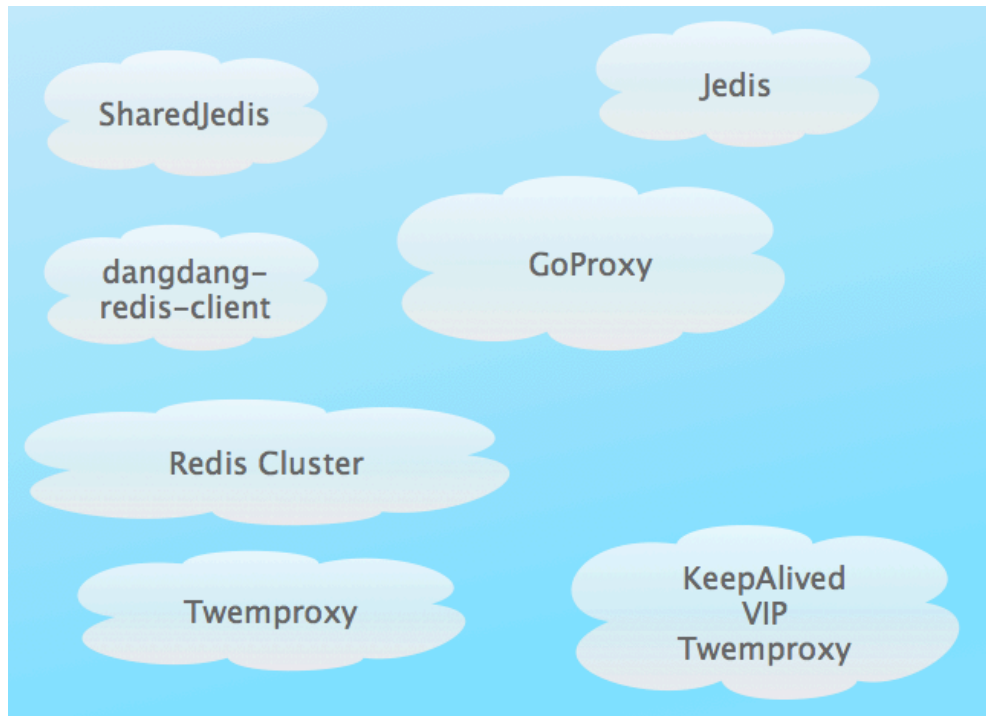 SharedJedis
Jedis
dangdang-
redis-client
GoProxy
Redis Cluster
Twemproxy
KeepAlived
VIP
Twemproxy